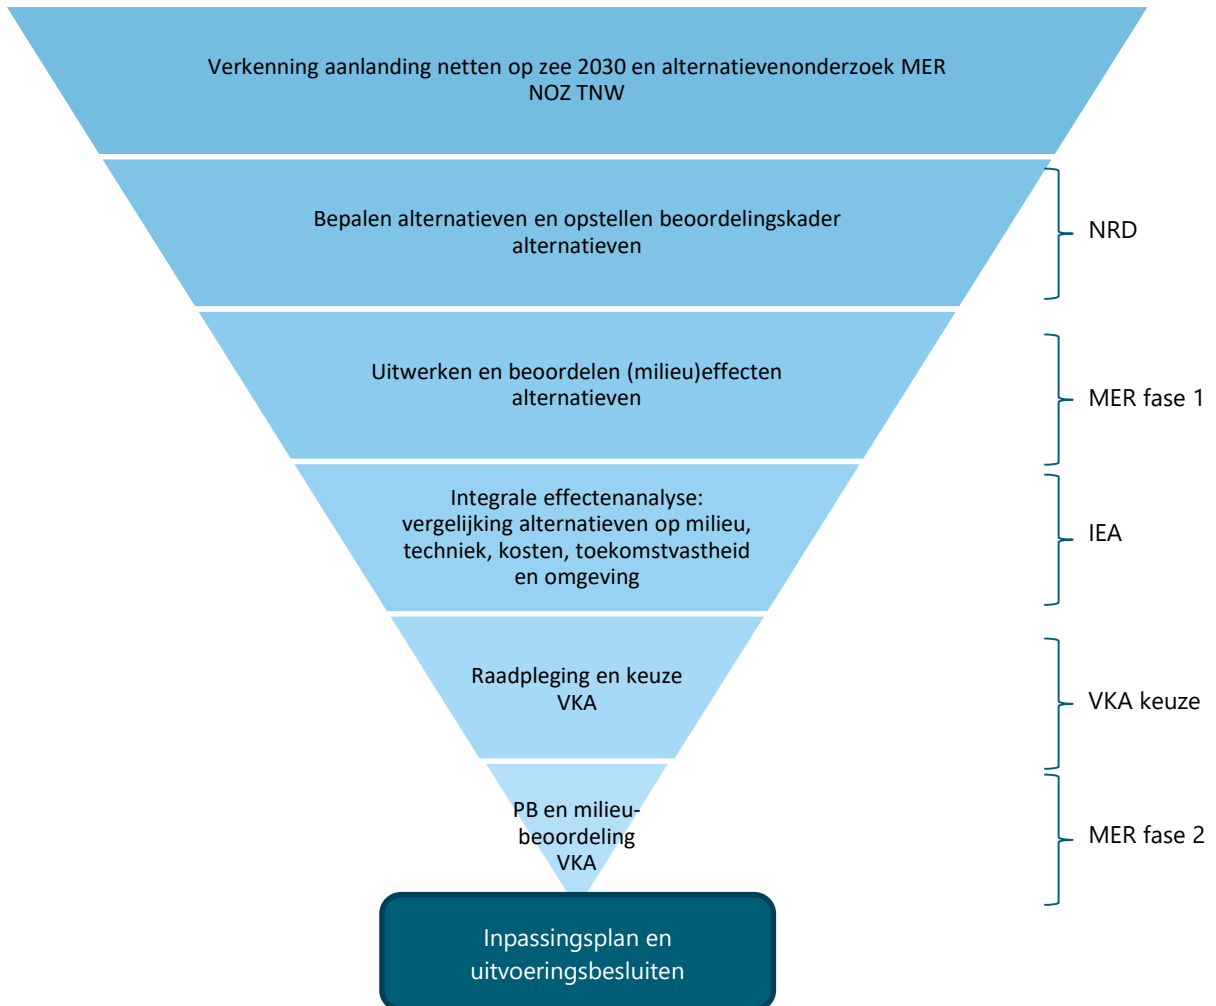 Verkenning aanlanding netten op zee 2030 en alternatievenonderzoek MER
NOZ TNW
Bepalen alternatieven en opstellen beoordelingskader
alternatieven
NRD
Uitwerken en beoordelen (milieu)effecten
alternatieven
MER fase 1
Integrale effectenanalyse:
vergelijking alternatieven op milieu,
techniek, kosten, toekomstvastheid
en omgeving
IEA
Raadpleging en keuze
VKA
VKA keuze
PB en milieu-
beoordeling
VKA
MER fase 2
Inpassingsplan en
uitvoeringsbesluiten